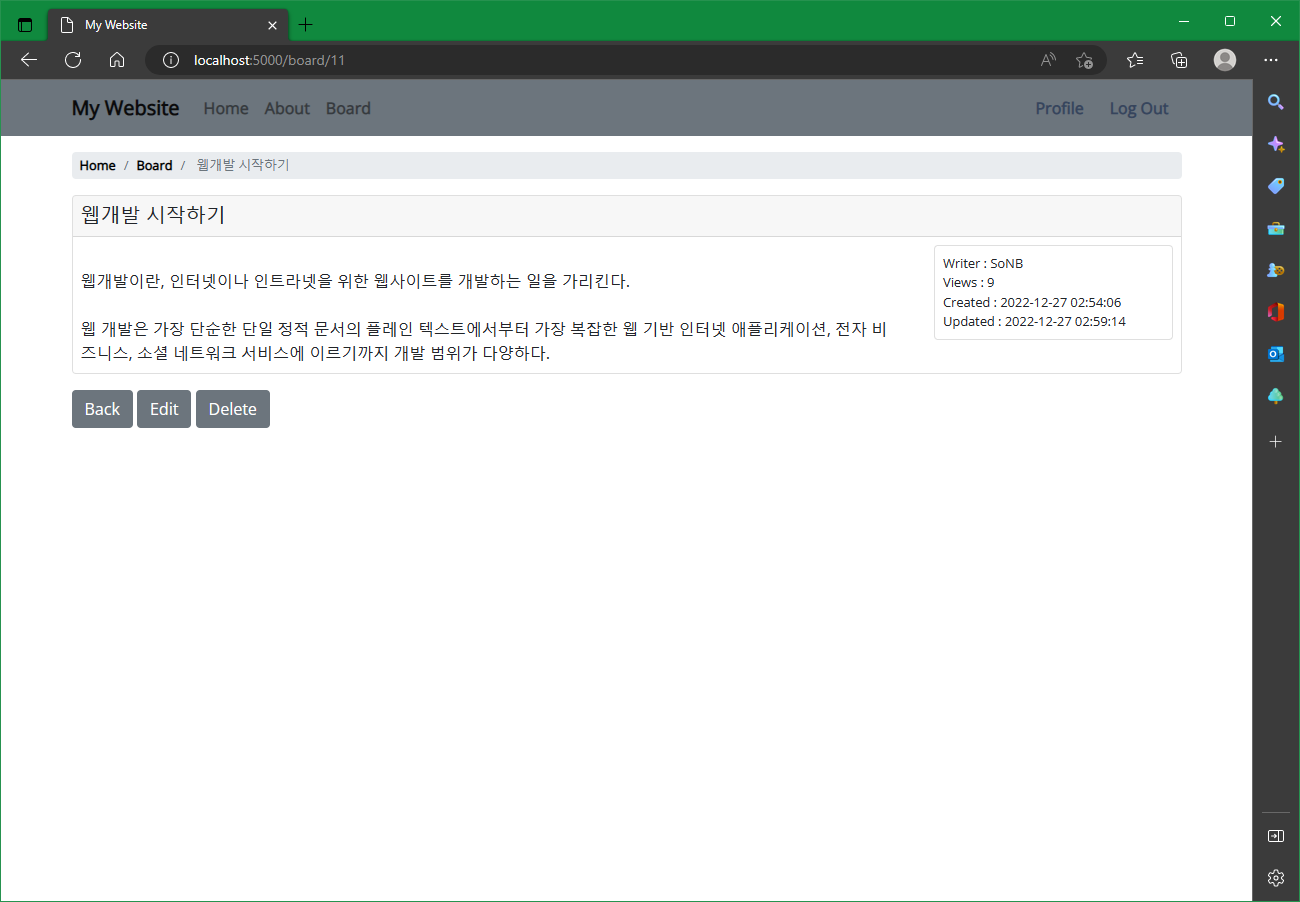 My Website
localhost:5000/board/11
My Website Home About Board Profile Log Out
Home / Board / 웹개발 시작하기
웹개발 시작하기
웹개발이란, 인터넷이나 인트라넷을 위한 웹사이트를 개발하는 일을 가리킨다.
웹 개발은 가장 단순한 단일 정적 문서의 플레인 텍스트에서부터 가장 복잡한 웹 기반 인터넷 애플리케이션, 전자 비
즈니스, 소셜 네트워크 서비스에 이르기까지 개발 범위가 다양하다.
Writer : SoNB
Views : 9
Created : 2022-12-27 02:54:06
Updated : 2022-12-27 02:59:14
Back Edit Delete